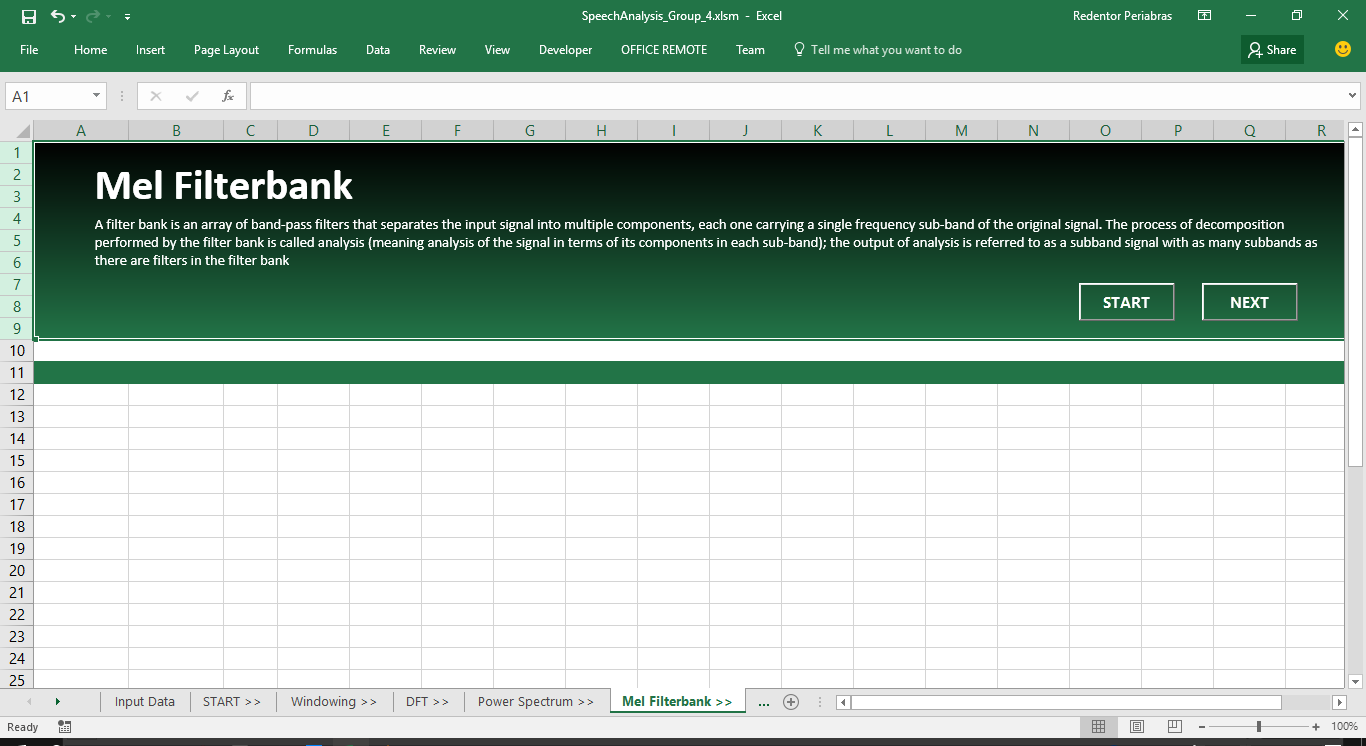 SpeechAnalysis_Group_4.xlsm - Excel
Redentor Periabras
File Home Insert Page Layout Formulas Data Review View Developer OFFICE REMOTE Team Tell me what you want to do Share
A1 fx
A B C D E F G H I J K L M N O P Q R
1
2
3
4
5
6
7
8
9
10
11
12
13
14
15
16
17
18
19
20
21
22
23
24
25
Mel Filterbank
A filter bank is an array of band-pass filters that separates the input signal into multiple components, each one carrying a single frequency sub-band of the original signal. The process of decomposition
performed by the filter bank is called analysis (meaning analysis of the signal in terms of its components in each sub-band); the output of analysis is referred to as a subband signal with as many subbands as
there are filters in the filter bank
START NEXT
Input Data START >> Windowing >> DFT >> Power Spectrum >> Mel Filterbank >> ...
Ready 100%